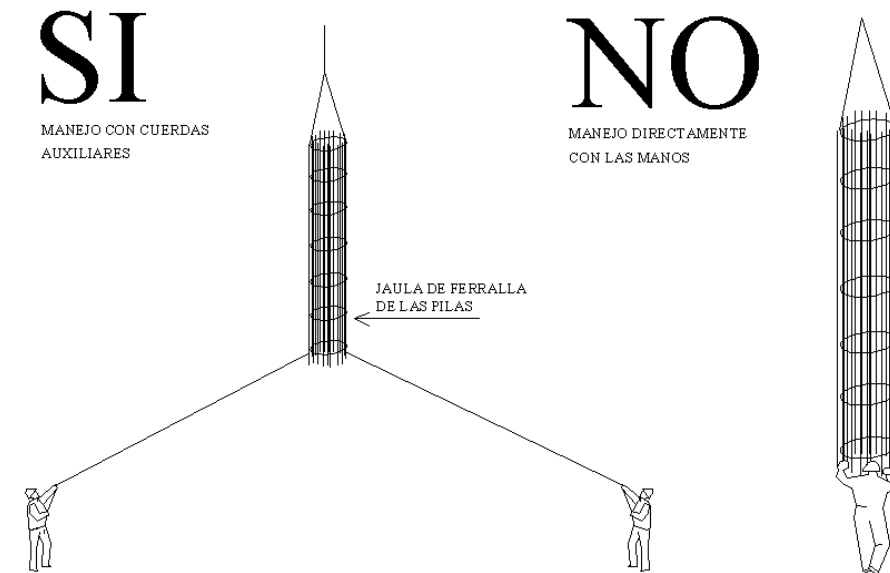 SI
MANEJO CON CUERDAS
AUXILIARES
NO
MANEJO DIRECTAMENTE
CON LAS MANOS
JAULA DE FERRALLA
DE LAS PILAS